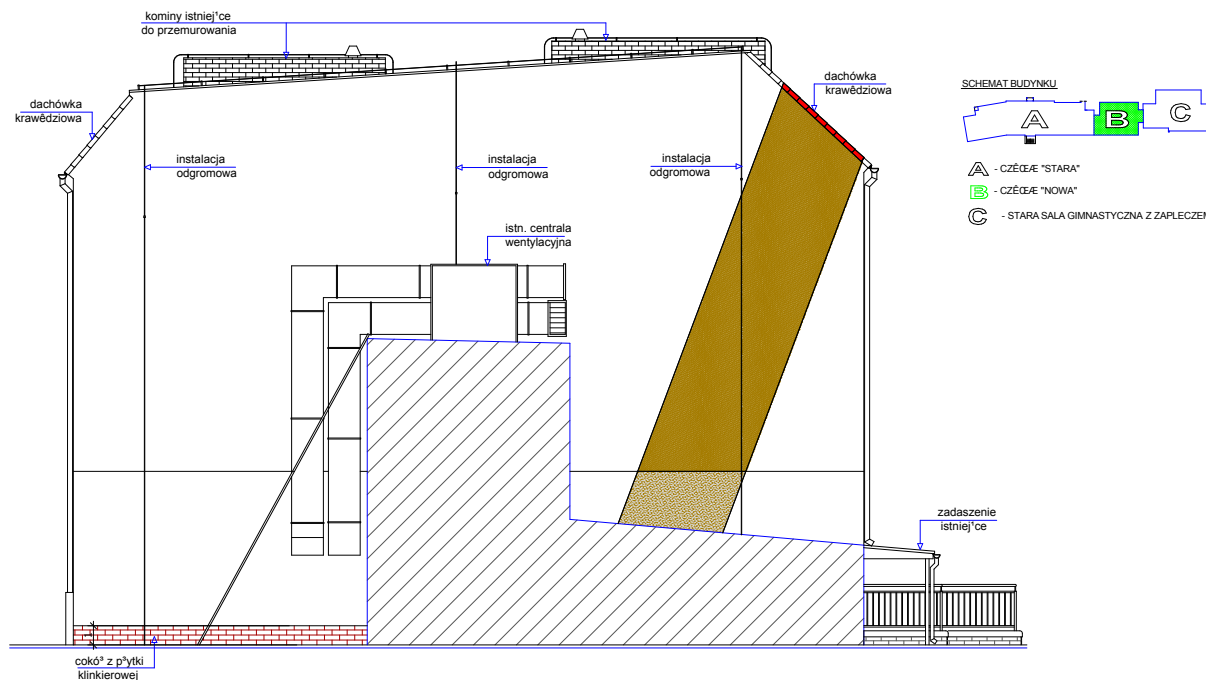 kominy istniej¹ce
do przemurowania
dachówka
krawêdziowa
dachówka
krawêdziowa
SCHEMAT BUDYNKU
A
B
C
A - CZÊŒÆ "STARA"
B - CZÊŒÆ "NOWA"
C - STARA SALA GIMNASTYCZNA Z ZAPLECZEM
instalacja
odgromowa
instalacja
odgromowa
instalacja
odgromowa
istn. centrala
wentylacyjna
zadaszenie
istniej¹ce
cokó³ z p³ytki
klinkierowej